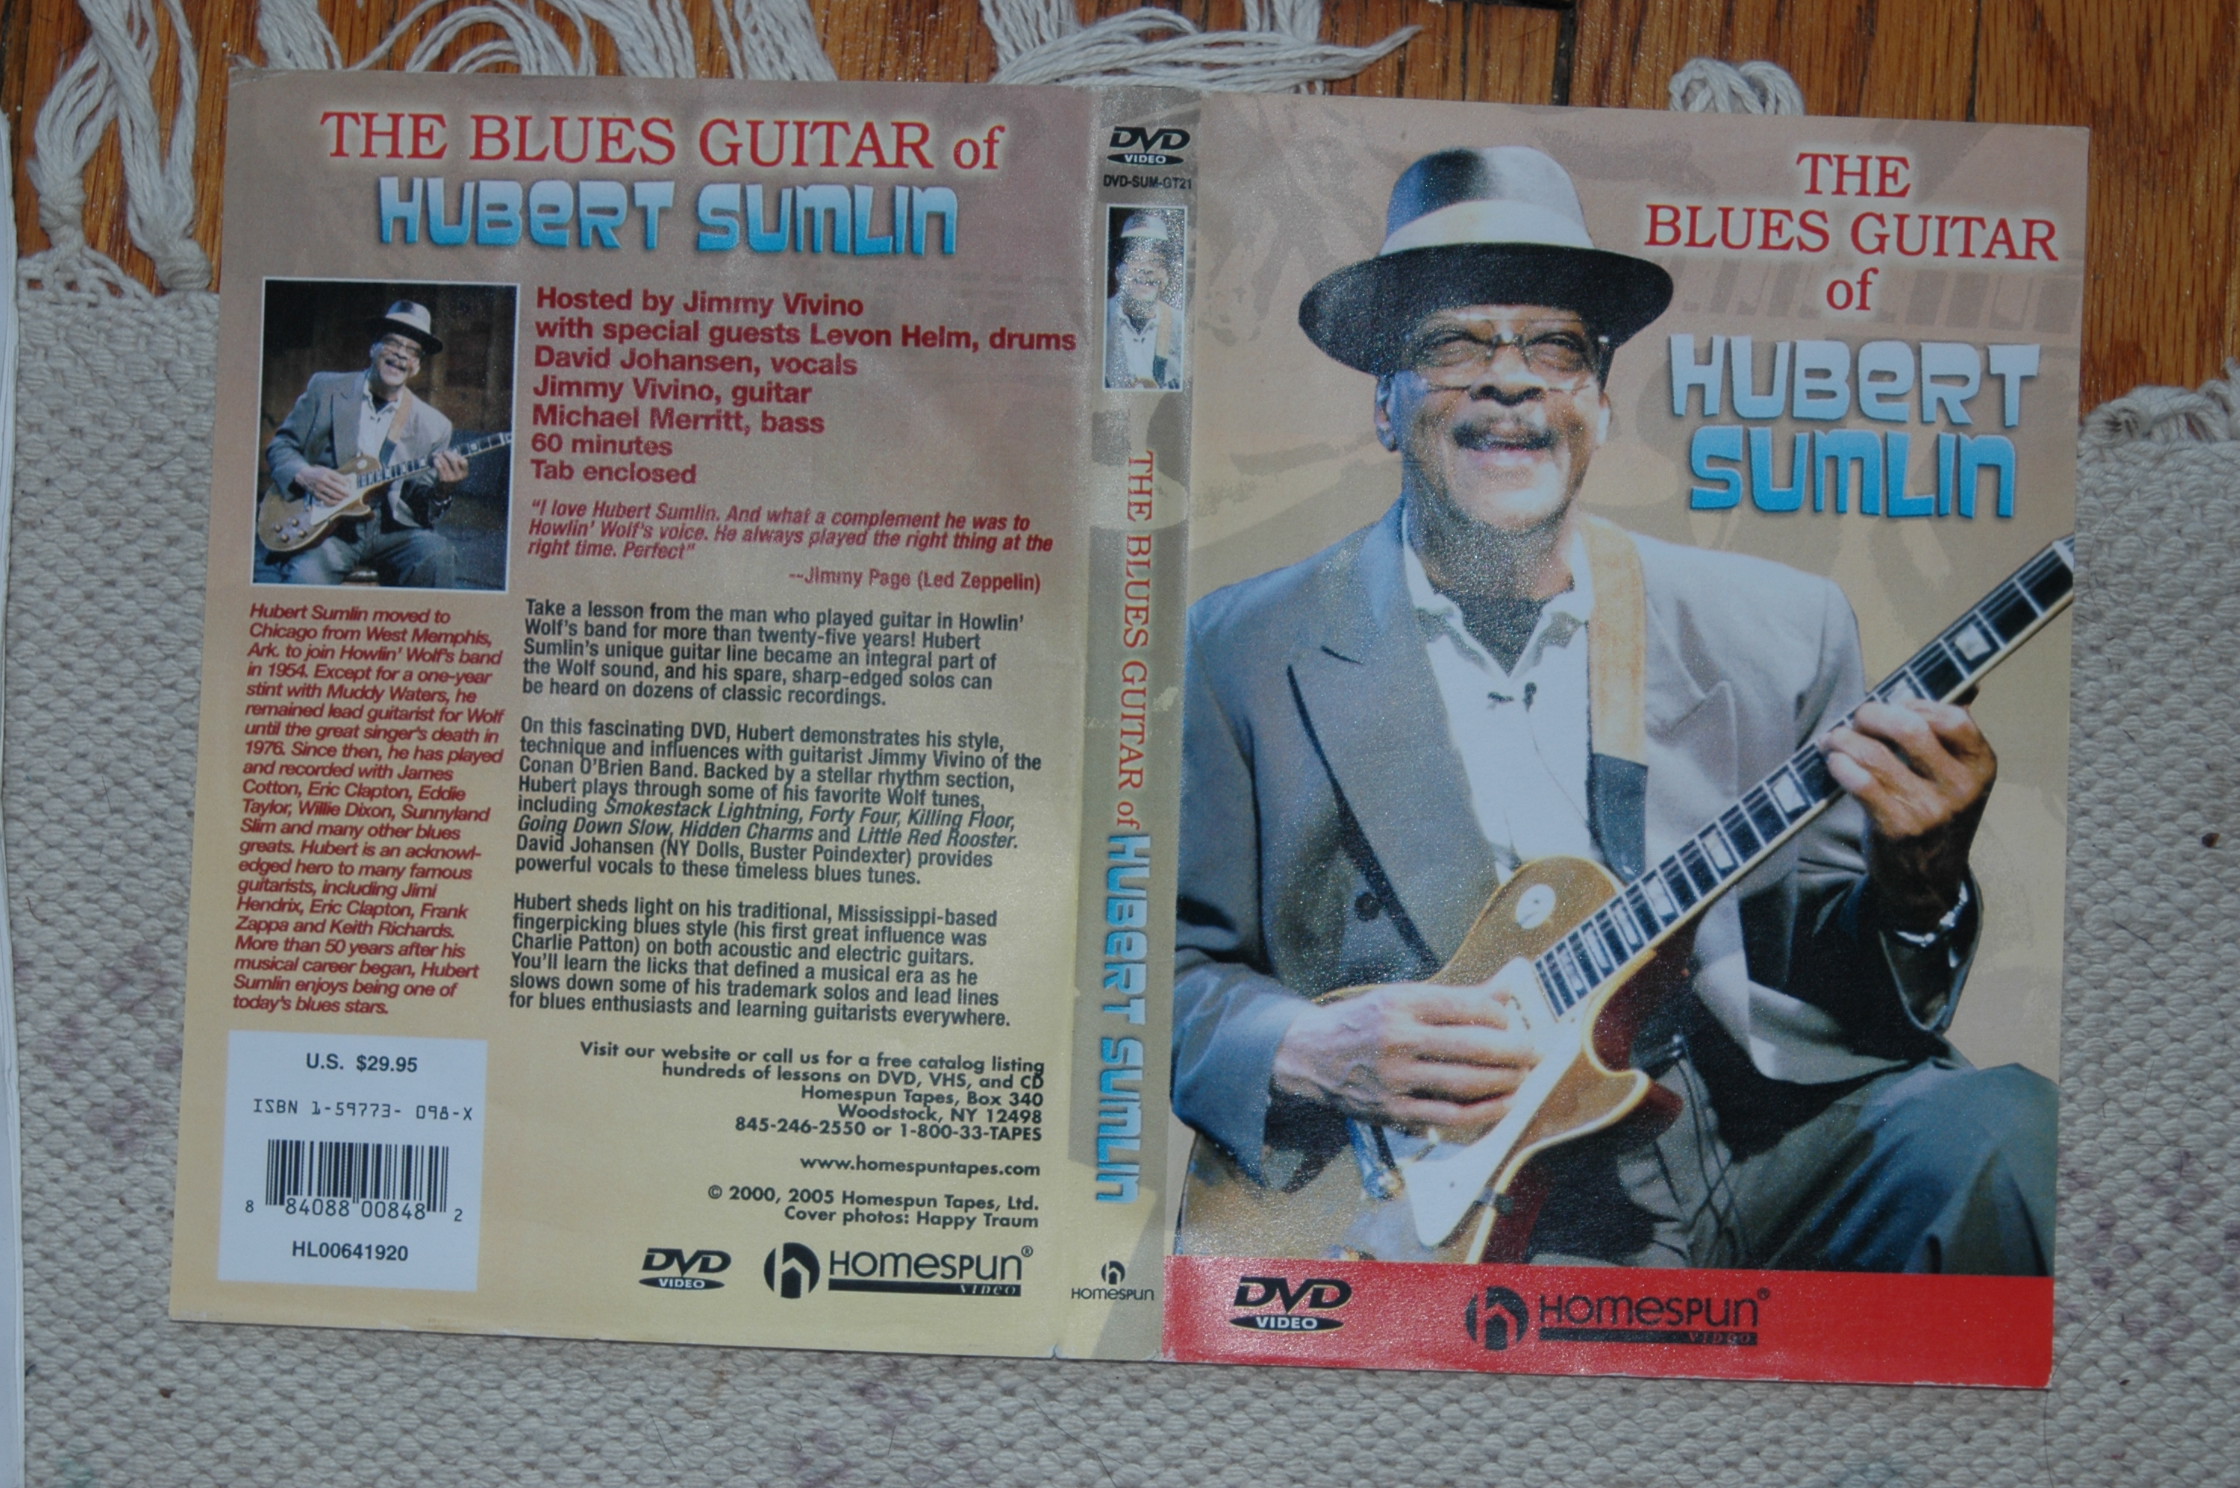 THE BLUES GUITAR of
HUBERT SUMLIN
Hosted by Jimmy Vivino
with special guests Levon Helm, drums
David Johansen, vocals
Jimmy Vivino, guitar
Michael Merritt, bass
60 minutes
Tab enclosed
"I love Hubert Sumlin. And what a complement he was to
Howlin' Wolf's voice. He always played the right thing at the
right time. Perfect"
--Jimmy Page (Led Zeppelin)
Hubert Sumlin moved to
Chicago from West Memphis,
Ark. to join Howlin' Wolf's band
in 1954. Except for a one-year
stint with Muddy Waters, he
remained lead guitarist for Wolf
until the great singer's death in
1976. Since then, he has played
and recorded with James
Cotton, Eric Clapton, Eddie
Taylor, Willie Dixon, Sunnyland
Slim and many other blues
greats. Hubert is an acknowl-
edged hero to many famous
guitarists, including Jimi
Hendrix, Eric Clapton, Frank
Zappa and Keith Richards.
More than 50 years after his
musical career began, Hubert
Sumlin enjoys being one of
today's blues stars.
Take a lesson from the man who played guitar in Howlin'
Wolf's band for more than twenty-five years! Hubert
Sumlin's unique guitar line became an integral part of
the Wolf sound, and his spare, sharp-edged solos can
be heard on dozens of classic recordings.
On this fascinating DVD, Hubert demonstrates his style,
technique and influences with guitarist Jimmy Vivino of the
Conan O'Brien Band. Backed by a stellar rhythm section,
Hubert plays through some of his favorite Wolf tunes,
including Smokestack Lightning, Forty Four, Killing Floor,
Going Down Slow, Hidden Charms and Little Red Rooster.
David Johansen (NY Dolls, Buster Poindexter) provides
powerful vocals to these timeless blues tunes.
Hubert sheds light on his traditional, Mississippi-based
fingerpicking blues style (his first great influence was
Charlie Patton) on both acoustic and electric guitars.
You'll learn the licks that defined a musical era as he
slows down some of his trademark solos and lead lines
for blues enthusiasts and learning guitarists everywhere.
Visit our website or call us for a free catalog listing
hundreds of lessons on DVD, VHS, and CD
Homespun Tapes, Box 340
Woodstock, NY 12498
845-246-2550 or 1-800-33-TAPES
www.homespuntapes.com
© 2000, 2005 Homespun Tapes, Ltd.
Cover photos: Happy Traum
U.S. $29.95
ISBN 1-59773- 098-X
8 84088 00848 2
HL00641920
DVD
VIDEO
HOMESPUN®
VIDEO
DVD
VIDEO
DVD-SUM-GT21
THE BLUES GUITAR of HUBERT SUMLIN
HOMESPUN
THE
BLUES GUITAR
of
HUBERT
SUMLIN
DVD
VIDEO
HOMESPUN®
VIDEO